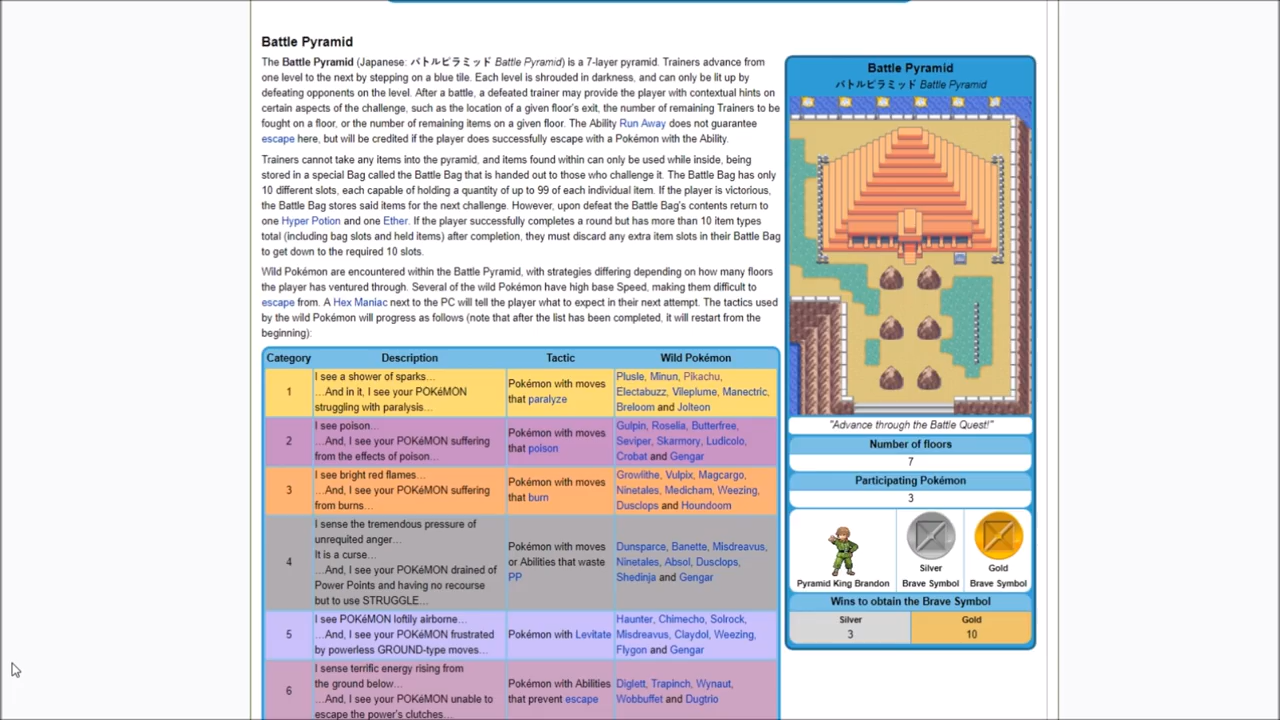 Battle Pyramid
The Battle Pyramid (Japanese: バトルピラミッド Battle Pyramid) is a 7-layer pyramid. Trainers advance from
one level to the next by stepping on a blue tile. Each level is shrouded in darkness, and can only be lit up by
defeating opponents on the level. After a battle, a defeated trainer may provide the player with contextual hints on
certain aspects of the challenge, such as the location of a given floor's exit, the number of remaining Trainers to be
fought on a floor, or the number of remaining items on a given floor. The Ability Run Away does not guarantee
escape here, but will be credited if the player does successfully escape with a Pokémon with the Ability.
Trainers cannot take any items into the pyramid, and items found within can only be used while inside, being
stored in a special Bag called the Battle Bag that is handed out to those who challenge it. The Battle Bag has only
10 different slots, each capable of holding a quantity of up to 99 of each individual item. If the player is victorious,
the Battle Bag stores said items for the next challenge. However, upon defeat the Battle Bag's contents return to
one Hyper Potion and one Ether. If the player successfully completes a round but has more than 10 item types
total (including bag slots and held items) after completion, they must discard any extra item slots in their Battle Bag
to get down to the required 10 slots.
Wild Pokémon are encountered within the Battle Pyramid, with strategies differing depending on how many floors
the player has ventured through. Several of the wild Pokémon have high base Speed, making them difficult to
escape from. A Hex Maniac next to the PC will tell the player what to expect in their next attempt. The tactics used
by the wild Pokémon will progress as follows (note that after the list has been completed, it will restart from the
beginning):
Category Description Tactic Wild Pokémon
1
I see a shower of sparks…
…And in it, I see your POKéMON
struggling with paralysis…
Pokémon with moves
that paralyze
Plusle, Minun, Pikachu,
Electabuzz, Vileplume, Manectric,
Breloom and Jolteon
2
I see poison…
…And, I see your POKéMON suffering
from the effects of poison…
Pokémon with moves
that poison
Gulpin, Roselia, Butterfree,
Seviper, Skarmory, Ludicolo,
Crobat and Gengar
3
I see bright red flames…
…And, I see your POKéMON suffering
from burns…
Pokémon with moves
that burn
Growlithe, Vulpix, Magcargo,
Ninetales, Medicham, Weezing,
Dusclops and Houndoom
4
I sense the tremendous pressure of
unrequited anger…
It is a curse…
…And, I see your POKéMON drained of
Power Points and having no recourse
but to use STRUGGLE…
Pokémon with moves
or Abilities that waste
PP
Dunsparce, Banette, Misdreavus,
Ninetales, Absol, Dusclops,
Shedinja and Gengar
5
I see POKéMON loftily airborne…
…And, I see your POKéMON frustrated
by powerless GROUND-type moves…
Pokémon with Levitate
Haunter, Chimecho, Solrock,
Misdreavus, Claydol, Weezing,
Flygon and Gengar
6
I sense terrific energy rising from
the ground below…
…And, I see your POKéMON unable to
escape the power's clutches…
Pokémon with Abilities
that prevent escape
Diglett, Trapinch, Wynaut,
Wobbuffet and Dugtrio
Battle Pyramid
バトルピラミッド Battle Pyramid
"Advance through the Battle Quest!"
Number of floors
7
Participating Pokémon
3
Pyramid King Brandon
Silver
Brave Symbol
Gold
Brave Symbol
Wins to obtain the Brave Symbol
Silver
3
Gold
10